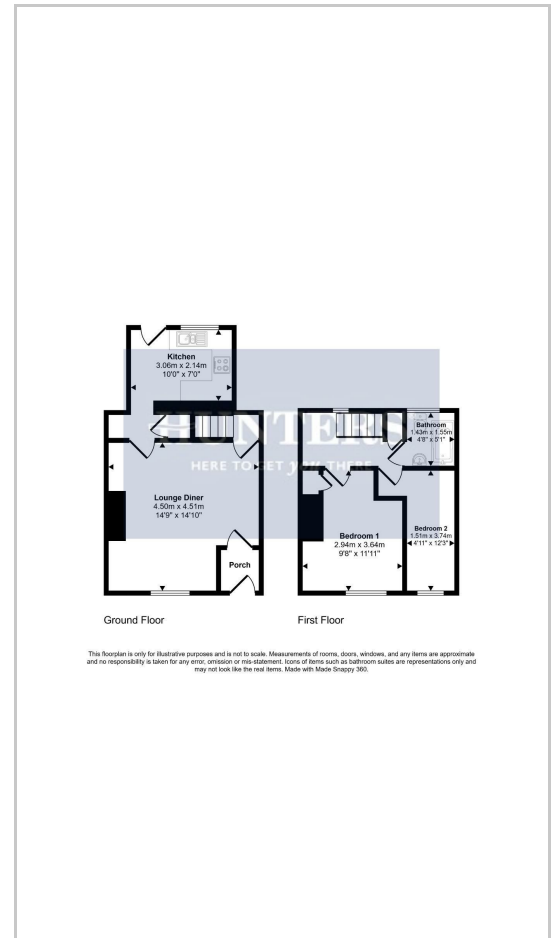 Kitchen
3.06m x 2.14m
10'0" x 7'0"
Bathroom
1.43m x 1.55m
4'8" x 5'1"
HUNTERS
HERE TO GET you THERE
Lounge Diner
4.50m x 4.51m
14'9" x 14'10"
Bedroom 1
2.94m x 3.64m
9'8" x 11'11"
Bedroom 2
1.51m x 3.74m
4'11" x 12'3"
Porch
Ground Floor
First Floor
This floorplan is only for illustrative purposes and is not to scale. Measurements of rooms, doors, windows, and any items are approximate
and no responsibility is taken for any error, omission or mis-statement. Icons of items such as bathroom suites are representations only and
may not look like the real items. Made with Made Snappy 360.